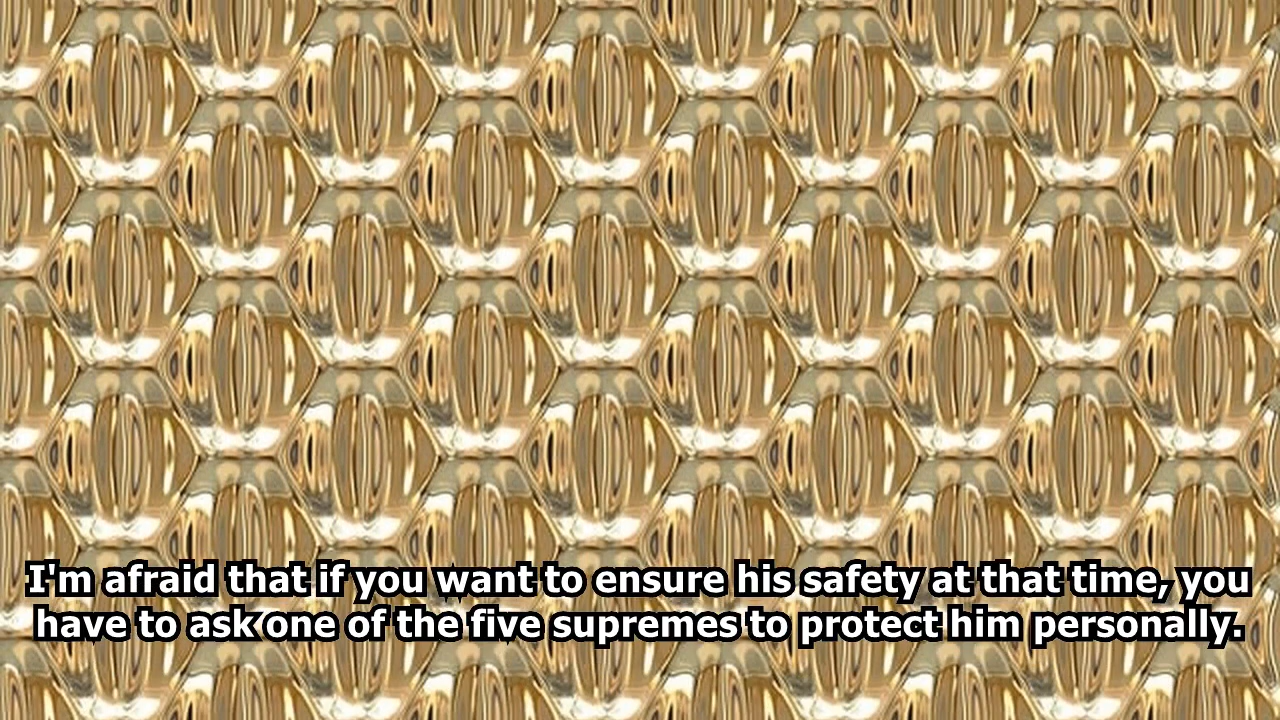 I'm afraid that if you want to ensure his safety at that time, you
have to ask one of the five supremes to protect him personally.